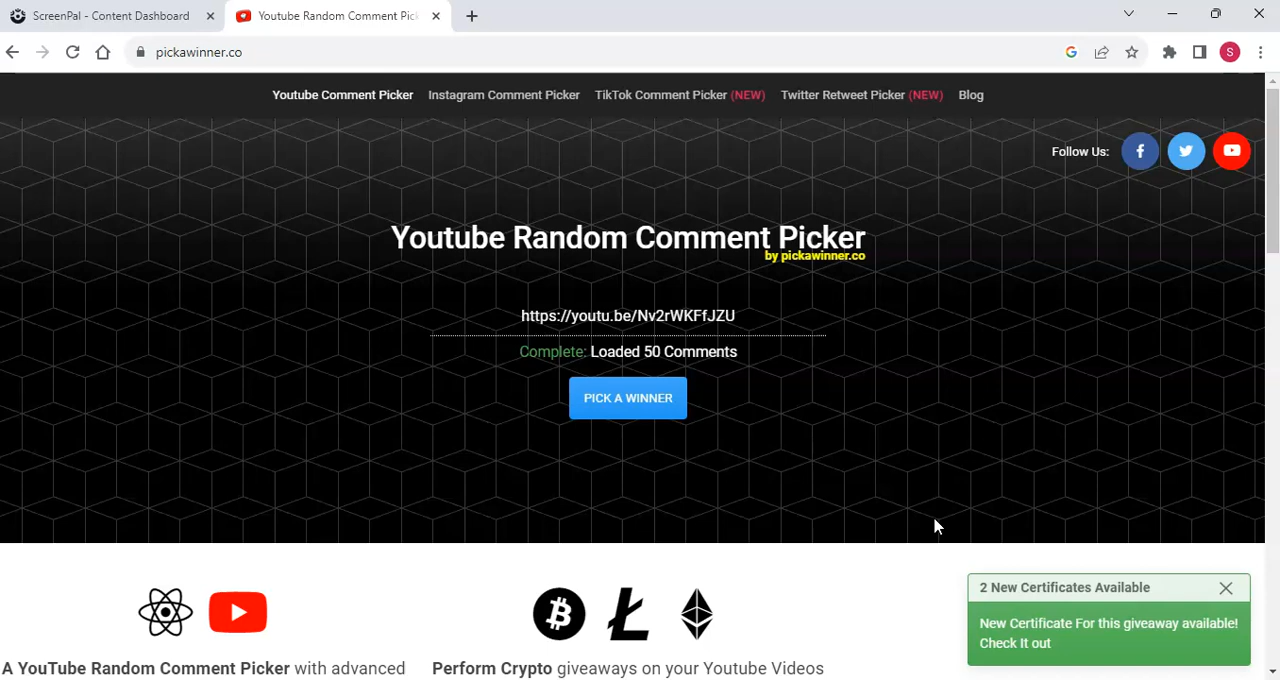 ScreenPal - Content Dashboard
Youtube Random Comment Pic
pickawinner.co
S
Youtube Comment Picker Instagram Comment Picker TikTok Comment Picker (NEW) Twitter Retweet Picker (NEW) Blog
Follow Us:
Youtube Random Comment Picker
by pickawinner.co
https://youtu.be/Nv2rWKFfJZU
Complete: Loaded 50 Comments
PICK A WINNER
2 New Certificates Available
New Certificate For this giveaway available!
Check It out
A YouTube Random Comment Picker with advanced
Perform Crypto giveaways on your Youtube Videos